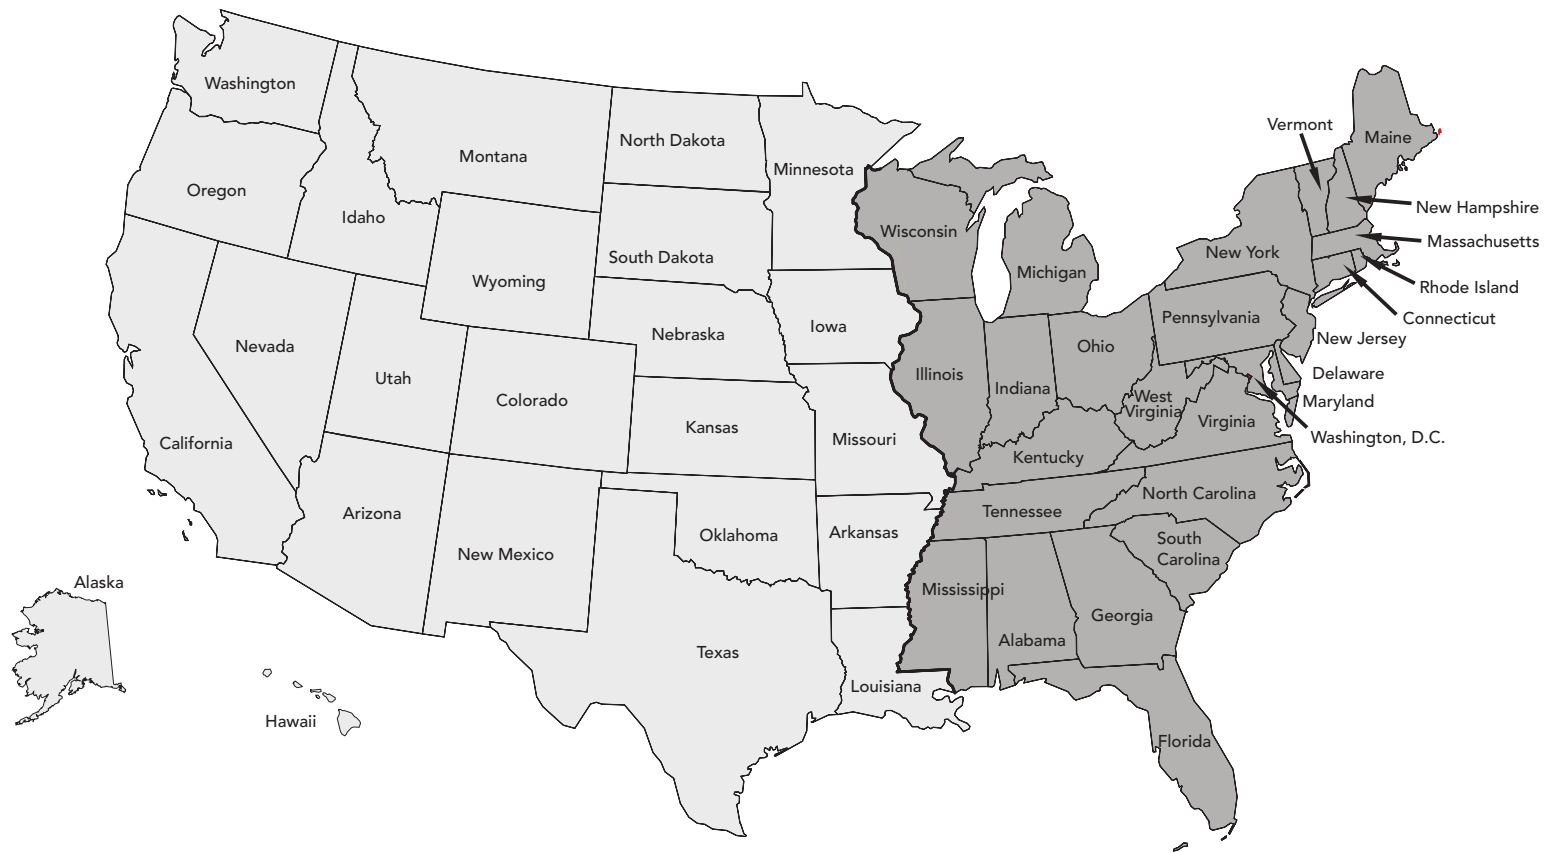 Washington
Oregon
Idaho
Montana
North Dakota
Minnesota
Wyoming
South Dakota
Wisconsin
Michigan
Vermont
Maine
New Hampshire
Massachusetts
New York
Rhode Island
Connecticut
Pennsylvania
New Jersey
Delaware
Maryland
Washington, D.C.
Nevada
Utah
Colorado
Nebraska
Iowa
Illinois
Indiana
Ohio
West
Virginia
Virginia
California
Kansas
Missouri
Kentucky
Arizona
New Mexico
Oklahoma
Arkansas
Tennessee
North Carolina
South
Carolina
Alaska
Hawaii
Texas
Louisiana
Mississippi
Alabama
Georgia
Florida